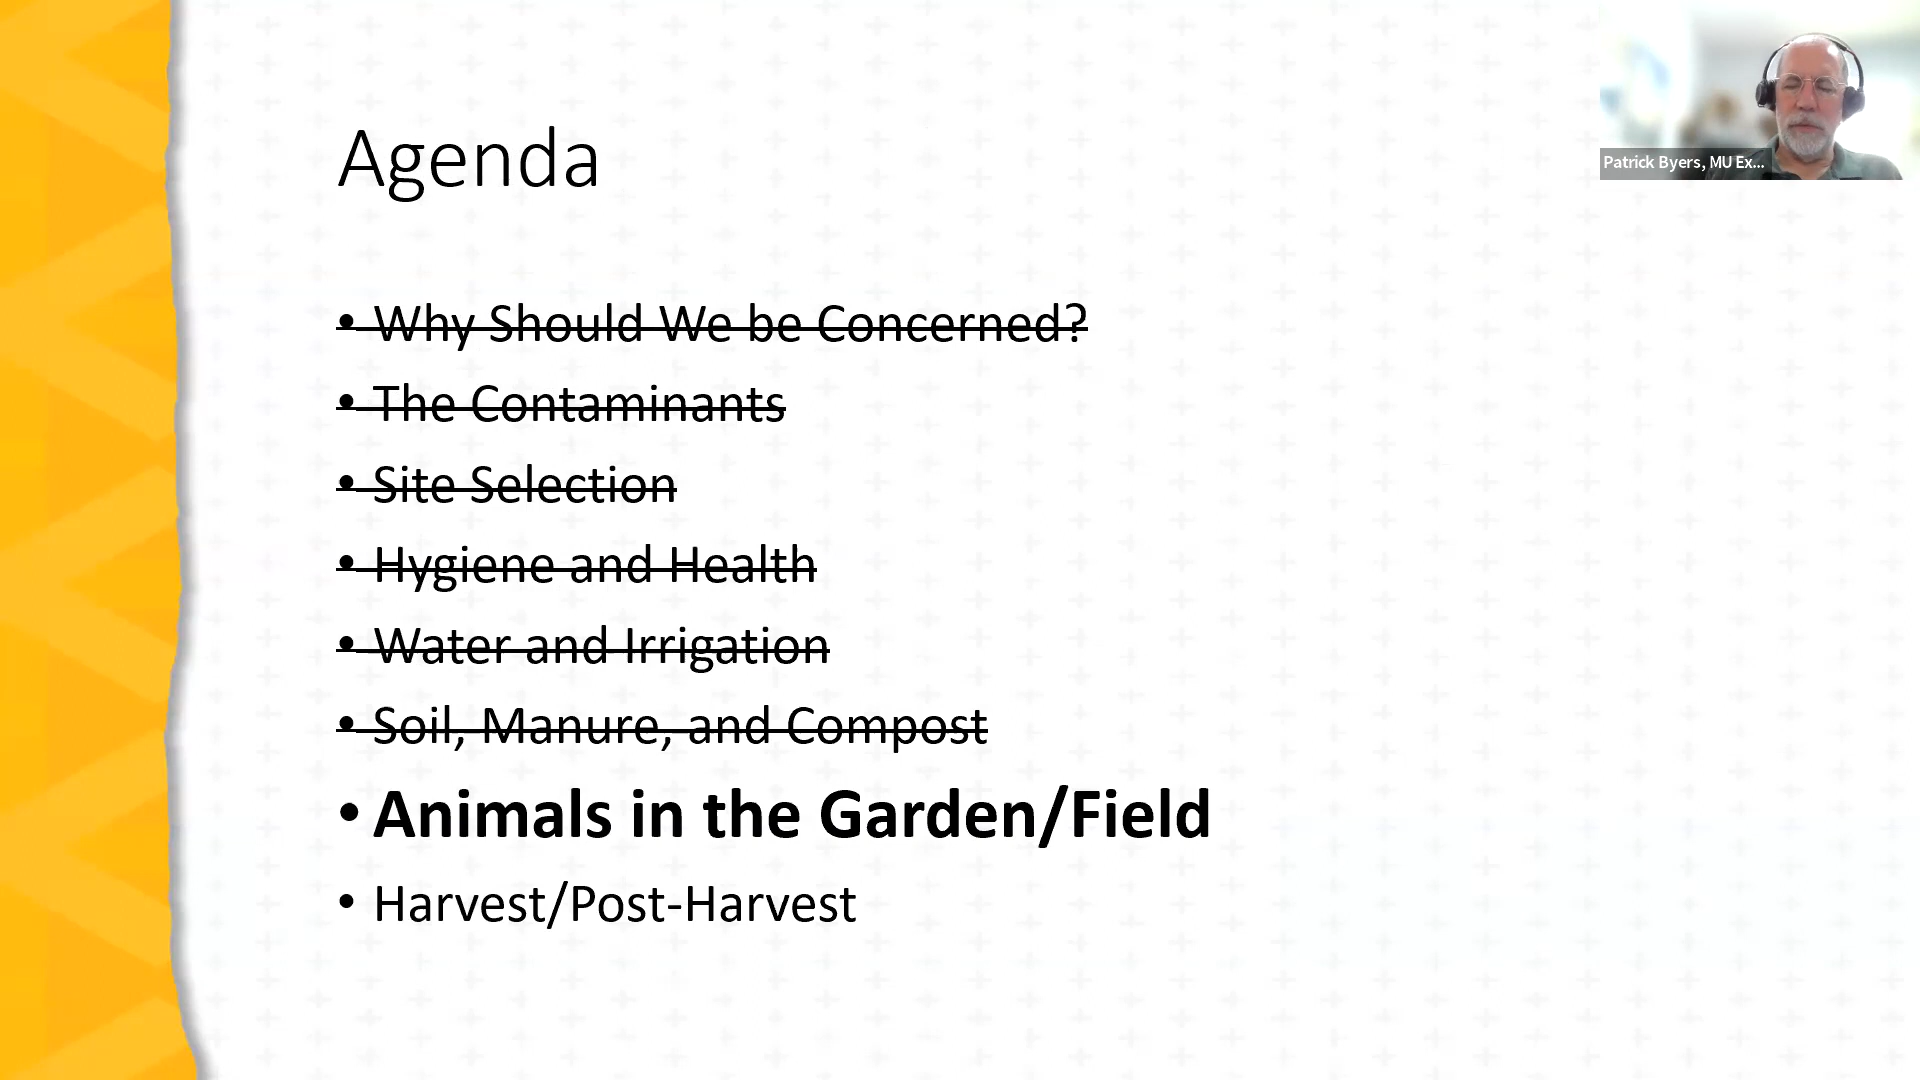 Agenda
Patrick Byers, MU Ex...
• Why Should We be Concerned?
• The Contaminants
• Site Selection
• Hygiene and Health
• Water and Irrigation
• Soil, Manure, and Compost
• Animals in the Garden/Field
• Harvest/Post-Harvest